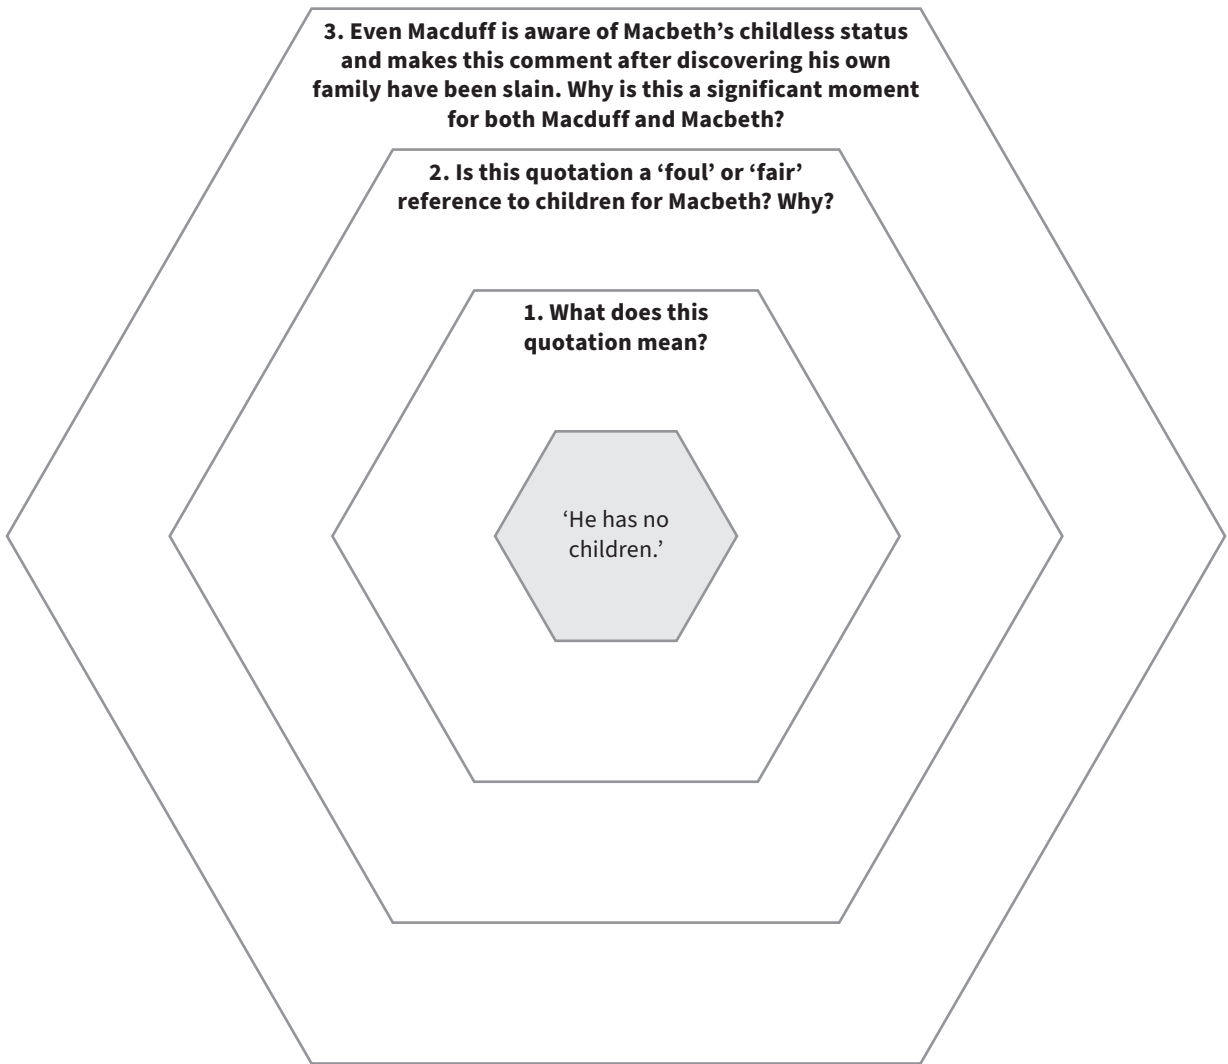 3. Even Macduff is aware of Macbeth’s childless status
and makes this comment after discovering his own
family have been slain. Why is this a significant moment
for both Macduff and Macbeth?
2. Is this quotation a ‘foul’ or ‘fair’
reference to children for Macbeth? Why?
1. What does this
quotation mean?
‘He has no
children.’